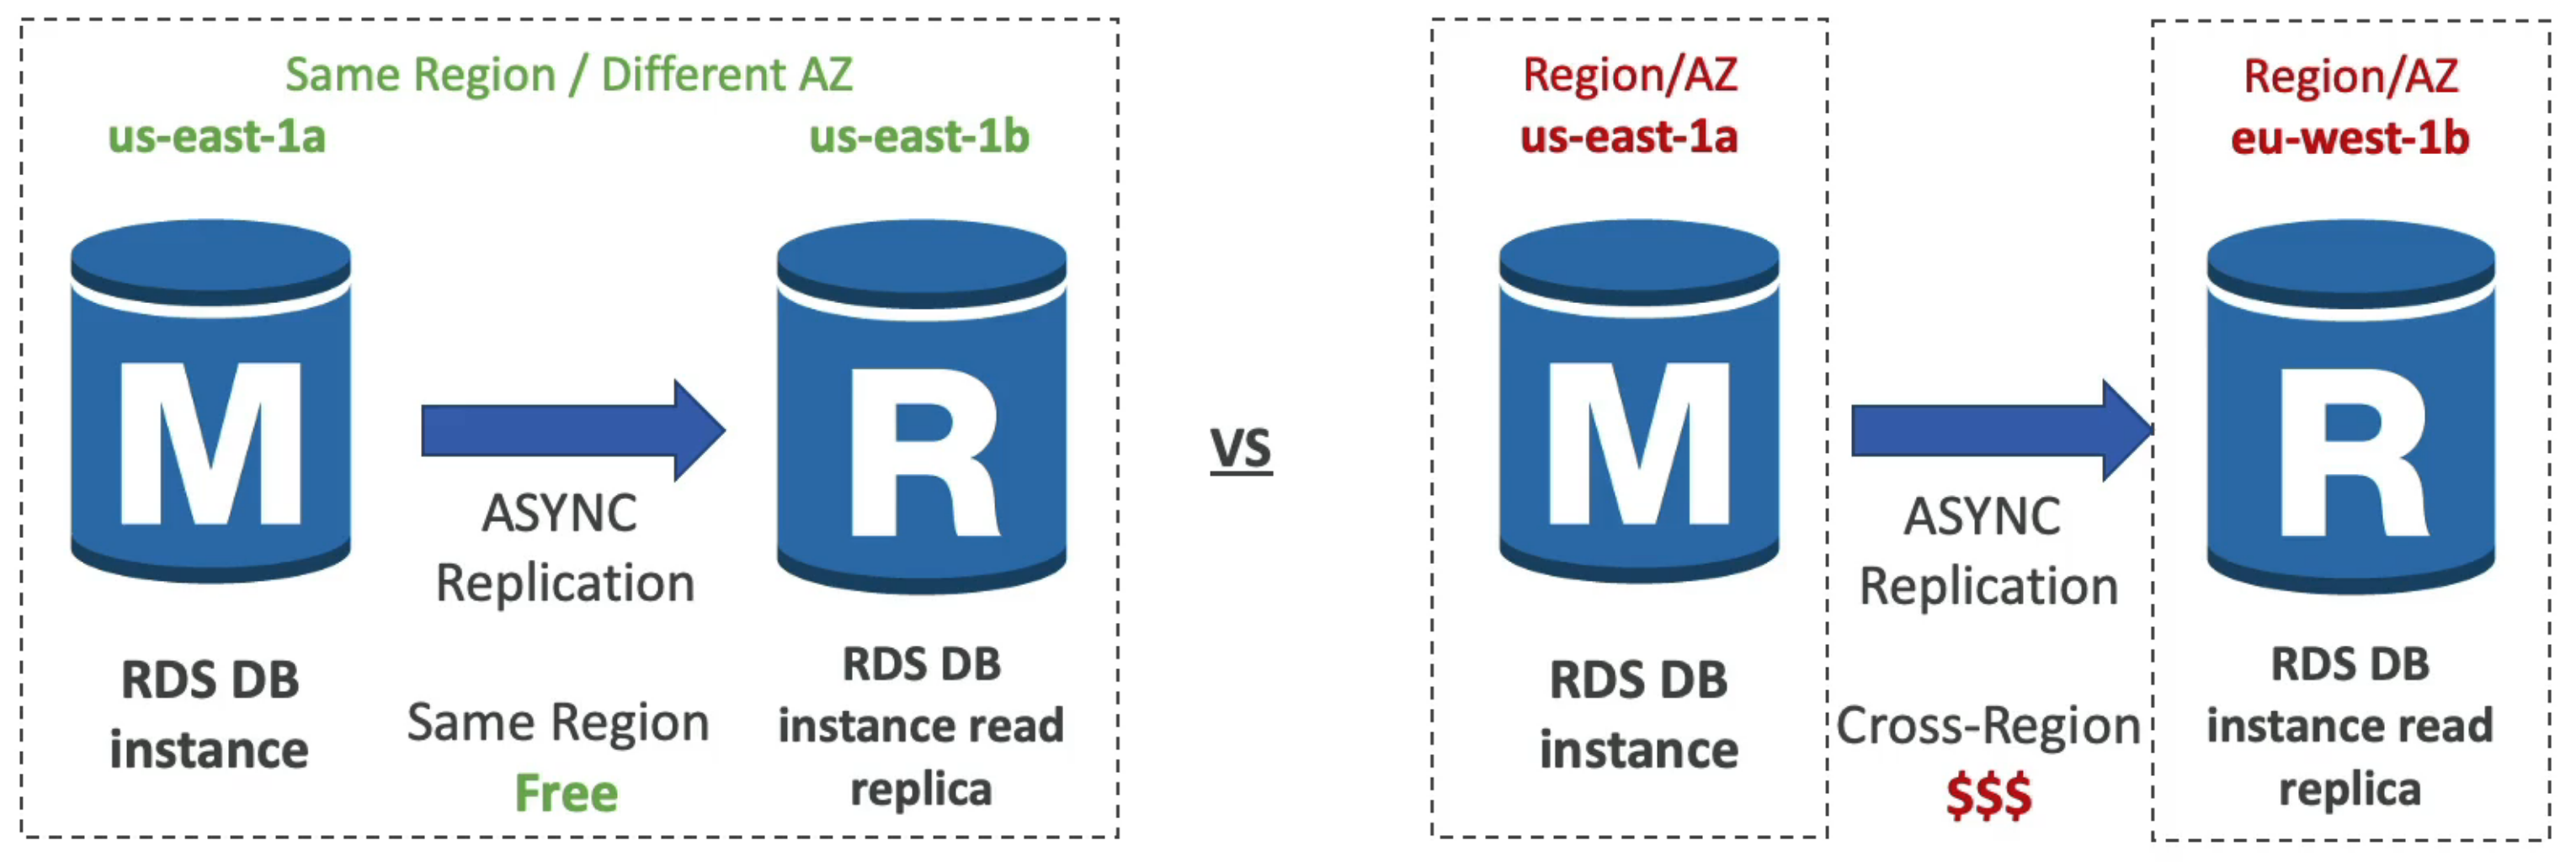 Same Region / Different AZ
us-east-1a
us-east-1b
M
R
ASYNC
Replication
RDS DB
instance
Same Region
Free
RDS DB
instance read
replica
VS
Region/AZ
us-east-1a
M
RDS DB
instance
ASYNC
Replication
Cross-Region
$$$
Region/AZ
eu-west-1b
R
RDS DB
instance read
replica